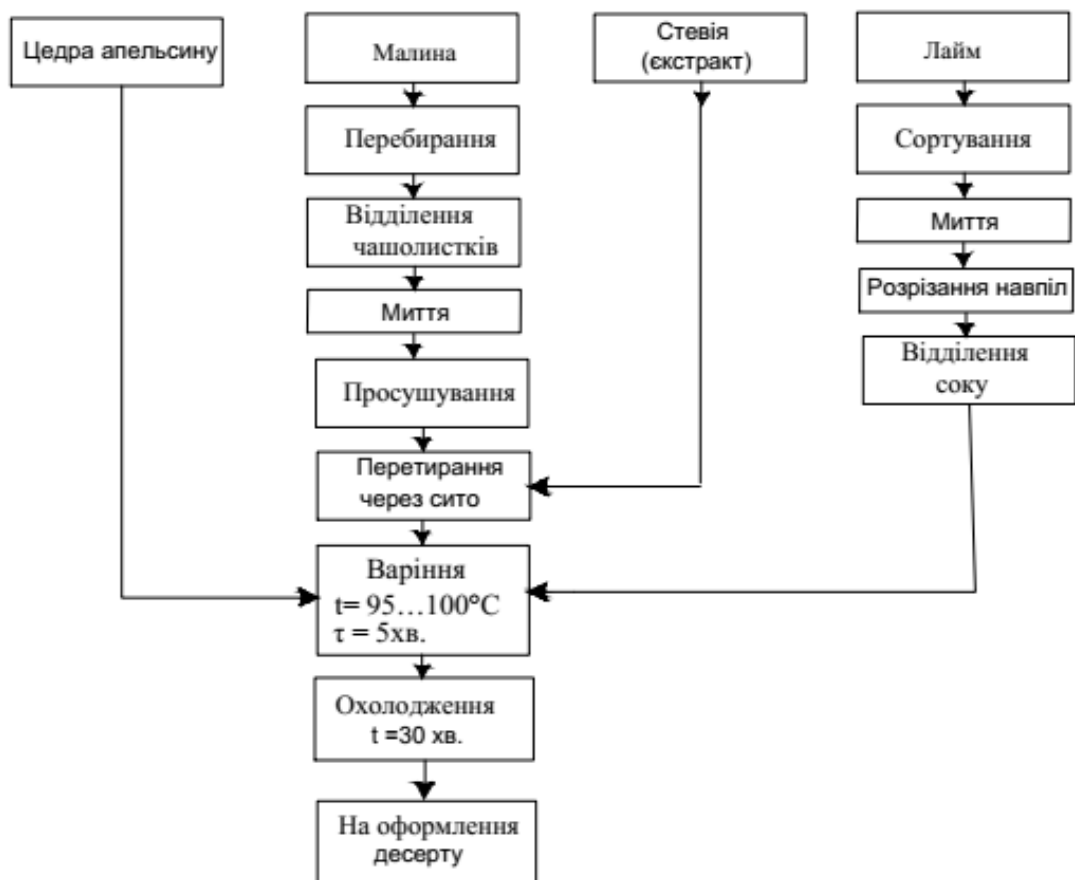 Цедра апельсину
Малина
Стевія
(єкстракт)
Лайм
Перебирання
Сортування
Відділення
чашолистків
Миття
Миття
Розрізання навпіл
Просушування
Відділення
соку
Перетирання
через сито
Варіння
t= 95…100°C
τ = 5хв.
Охолодження
t =30 хв.
На оформлення
десерту